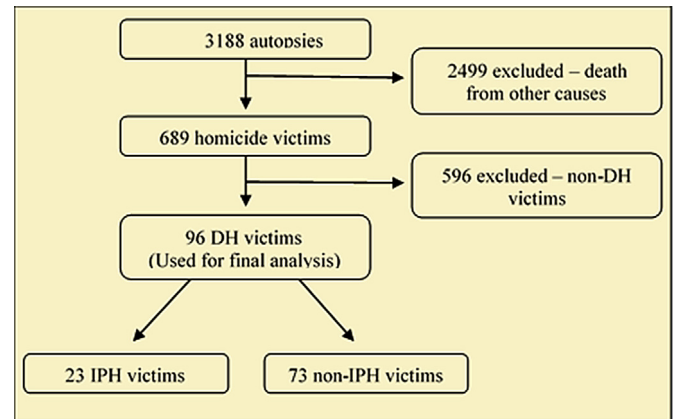 3188 autopsies
2499 excluded – death
from other causes
689 homicide victims
596 excluded – non-DH
victims
96 DH victims
(Used for final analysis)
23 IPH victims
73 non-IPH victims